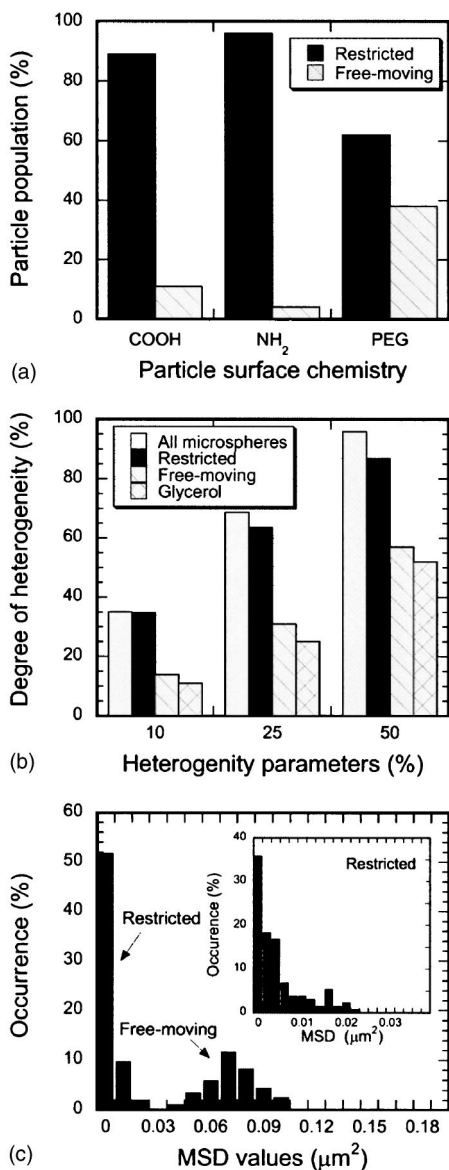 Particle population (%)
100
80
60
40
20
0
Restricted
Free-moving
COOH
NH2
PEG
(a)
Particle surface chemistry
Degree of heterogeneity (%)
100
80
60
40
20
0
All microspheres
Restricted
Free-moving
Glycerol
10
25
50
(b)
Heterogenity parameters (%)
Occurrence (%)
60
50
40
30
20
10
0
Restricted
Free-moving
Occurence (%)
40
30
20
10
0
Restricted
0
0.01
0.02
0.03
MSD (μm2)
0
0.03
0.06
0.09
0.12
0.15
0.18
(c)
MSD values (μm2)